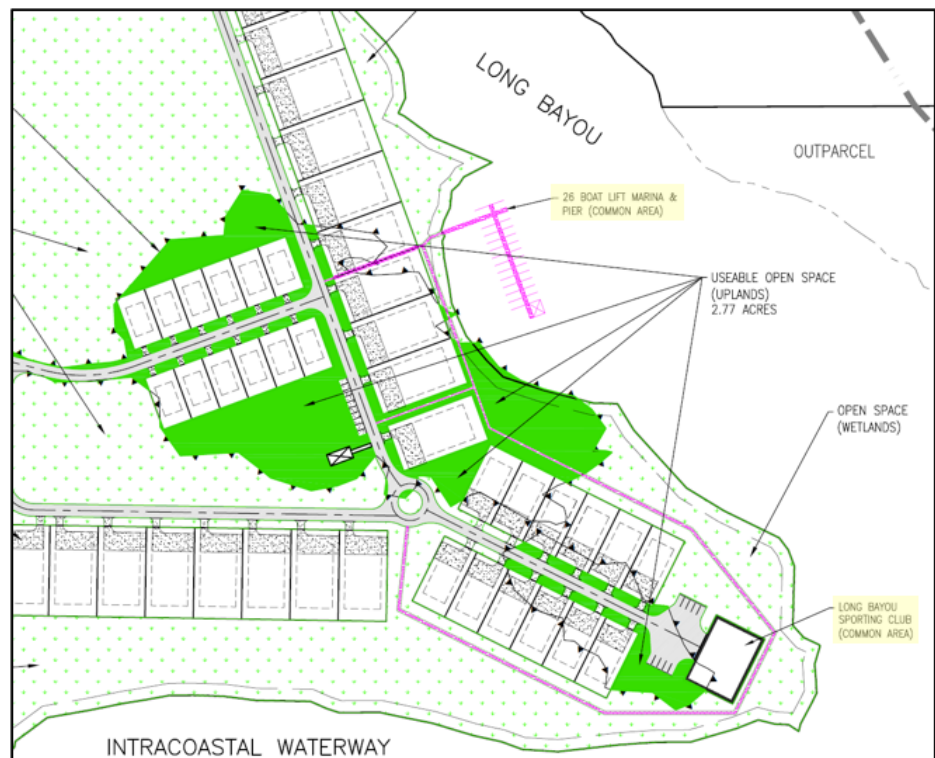 LONG BAYOU
OUTPARCEL
26 BOAT LIFT MARINA &
PIER (COMMON AREA)
USEABLE OPEN SPACE
(UPLANDS)
2.77 ACRES
OPEN SPACE
(WETLANDS)
LONG BAYOU
SPORTING CLUB
(COMMON AREA)
INTRACOASTAL WATERWAY